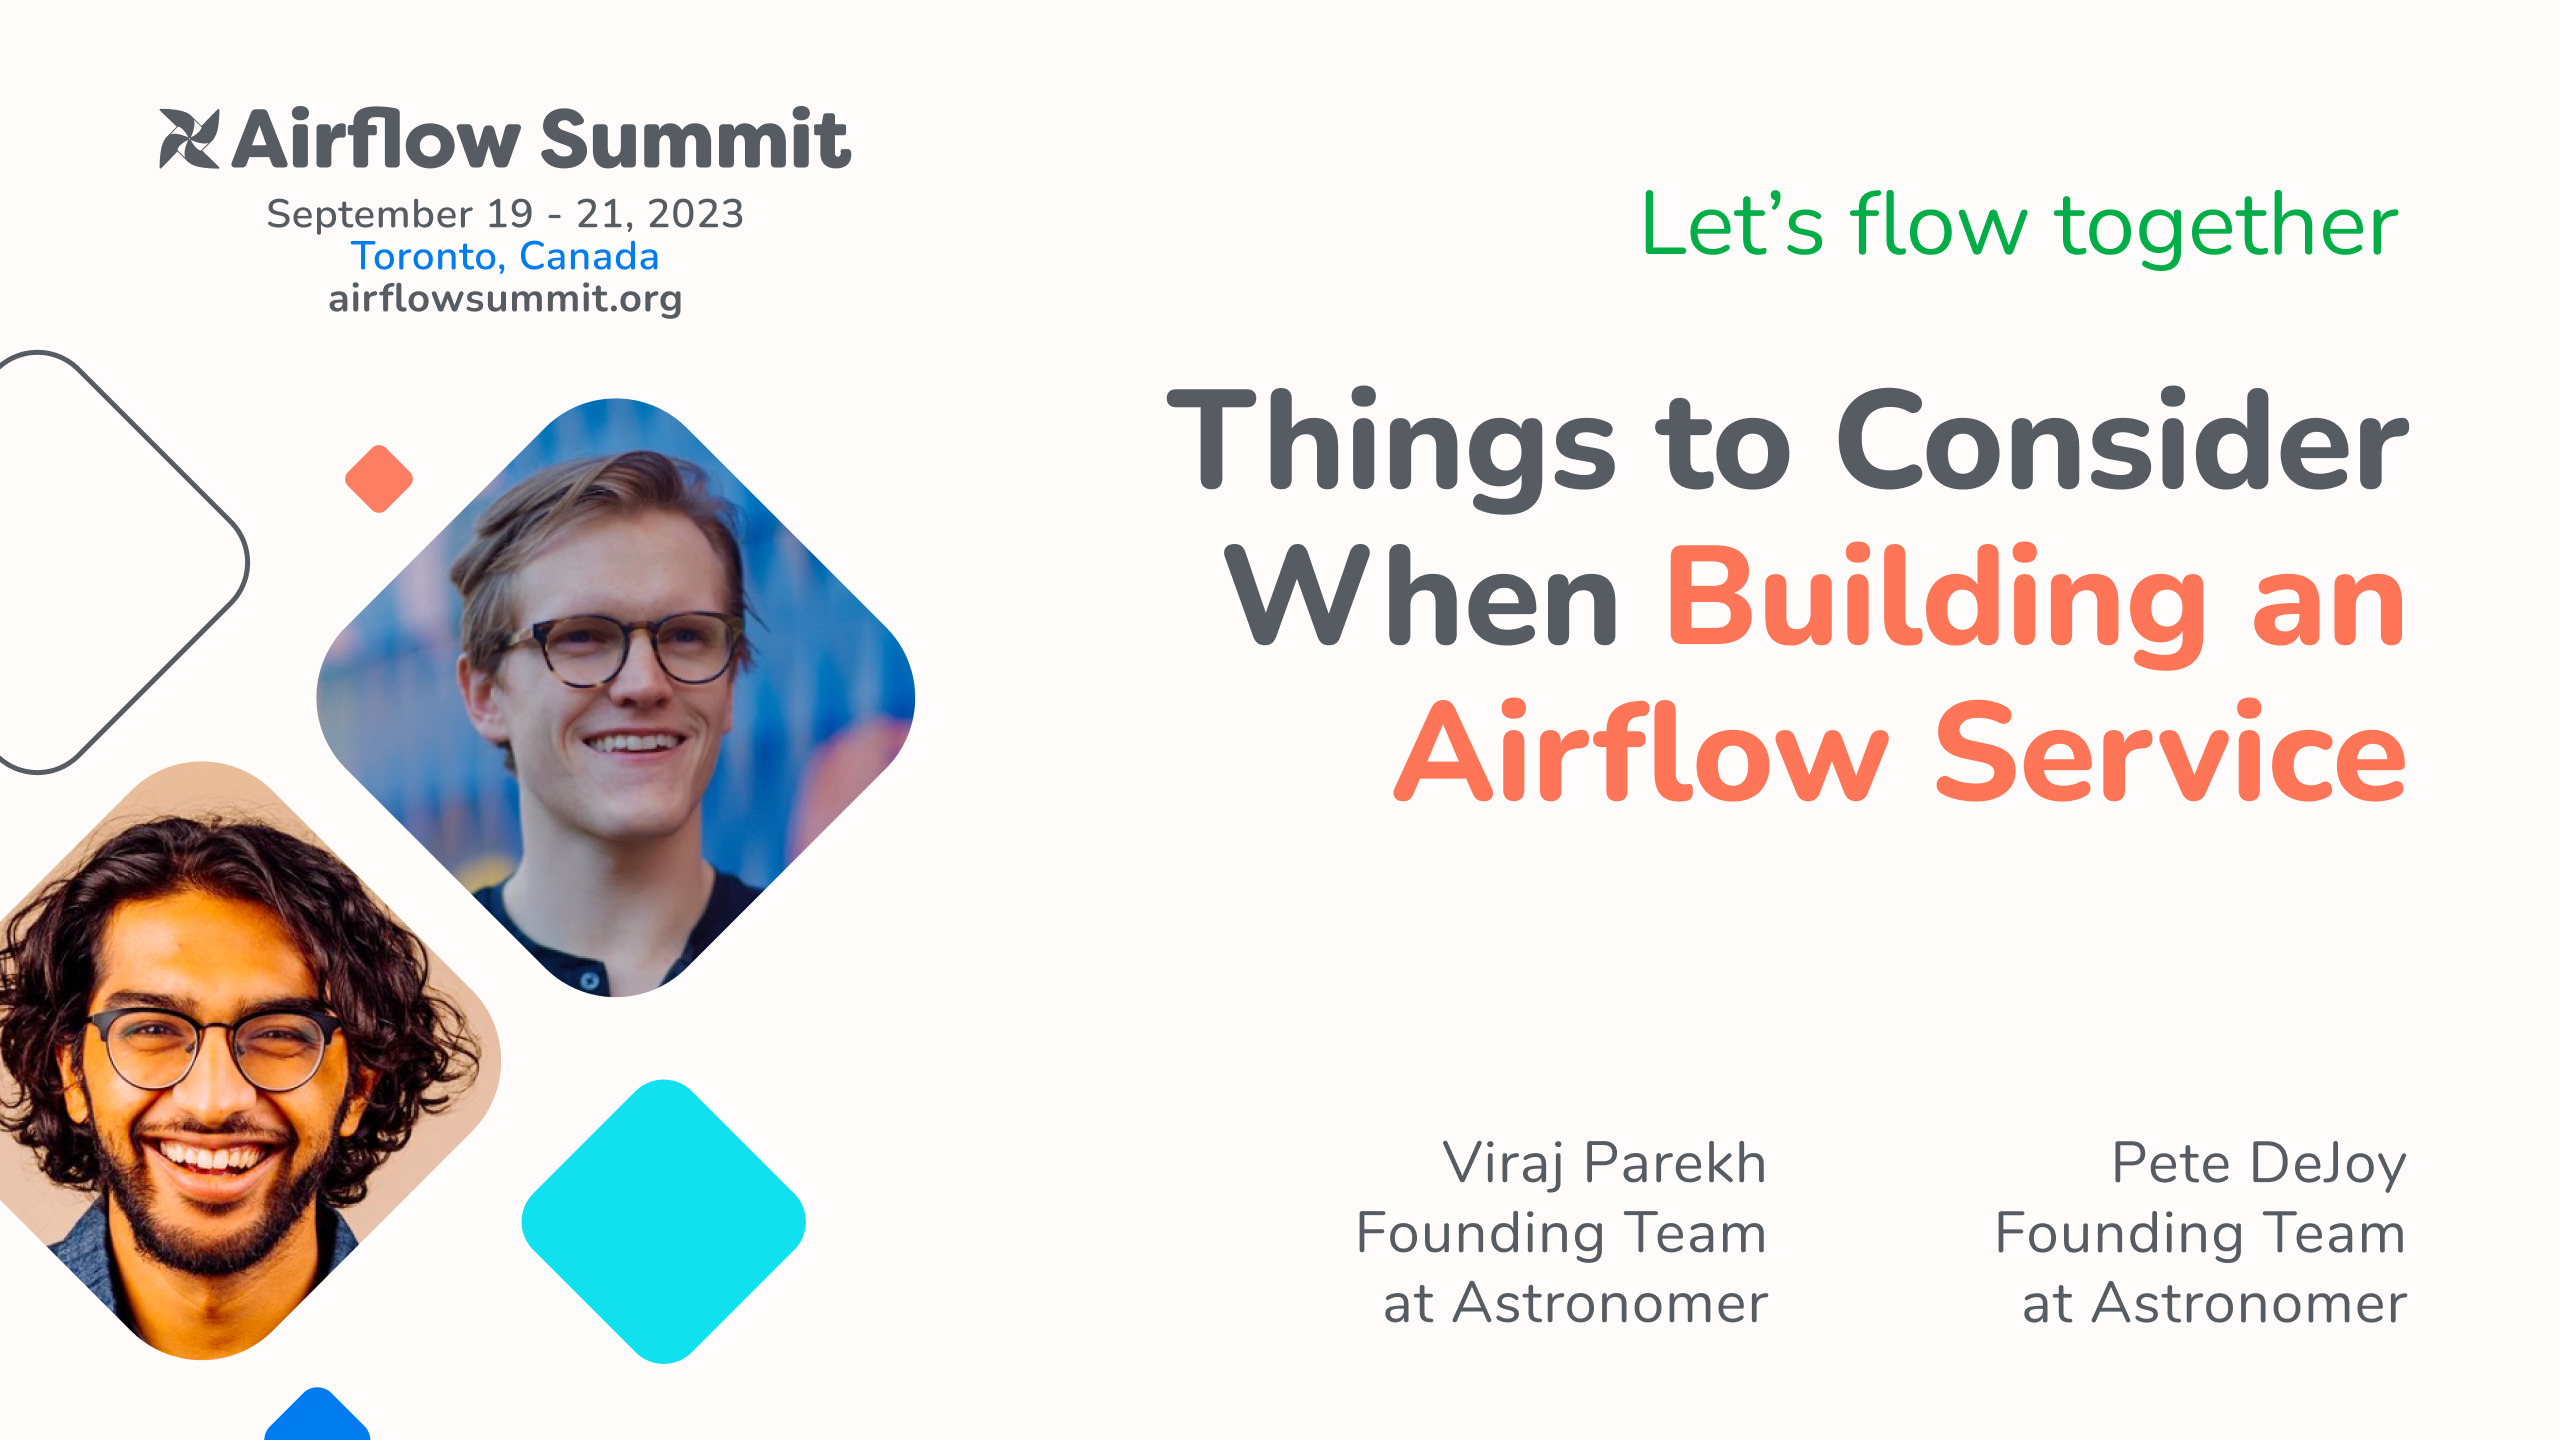 Airflow Summit
September 19 - 21, 2023
Toronto, Canada
airflowsummit.org
Let’s flow together
Things to Consider
When Building an
Airflow Service
Viraj Parekh
Founding Team
at Astronomer
Pete DeJoy
Founding Team
at Astronomer